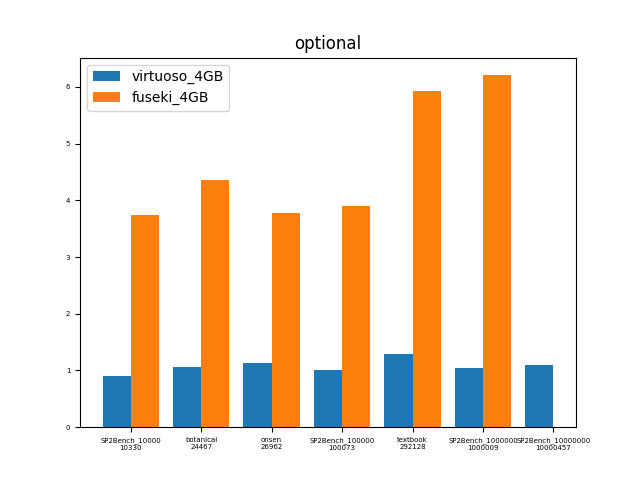 optional
virtuoso_4GB
fuseki_4GB
6
5
4
3
2
1
0
SP2Bench_10000
10330
botanical
24467
onsen
26962
SP2Bench_100000
100073
textbook
292128
SP2Bench_1000000
1000009
SP2Bench_10000000
10000457